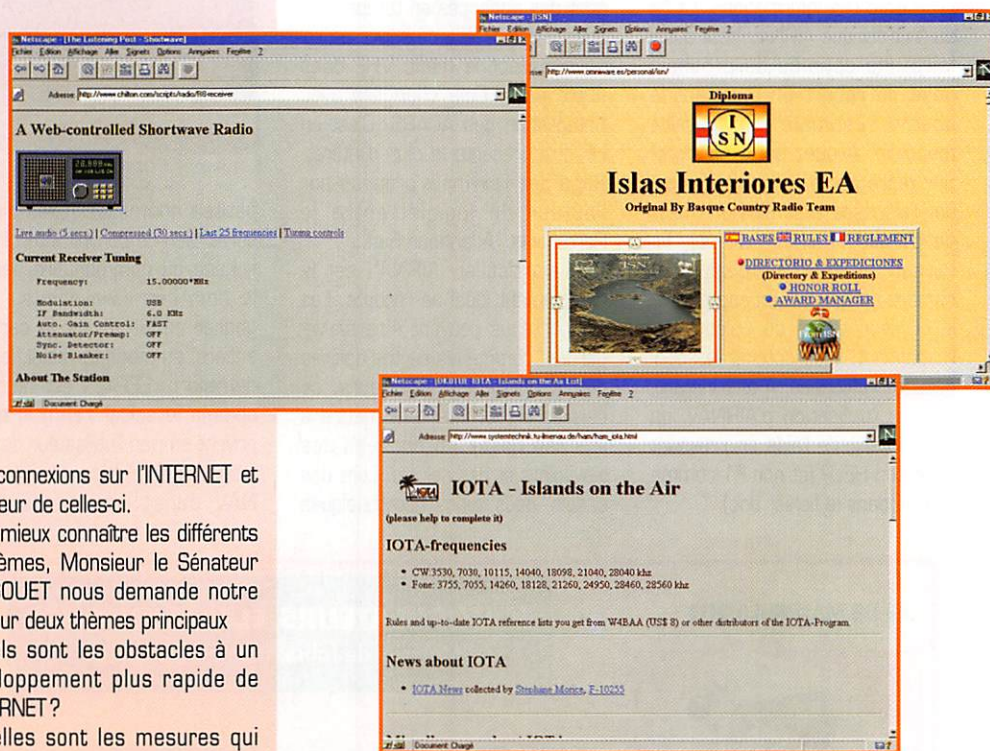 Netscape - [The Listening Post - Shortwave]
Fichier Edition Affichage Aller Signets Options Annuaires Fenêtre ?
Adresse http://www.chilton.com/scripts/radio/R8-receiver
A Web-controlled Shortwave Radio
Live audio (5 secs.) | Compressed (30 secs.) | Last 25 frequencies | Tuning controls
Current Receiver Tuning
Frequency: 15.00000*MHz
Modulation: USB
IF Bandwidth: 6.0 KHz
Auto. Gain Control: FAST
Attenuator/Preamp: OFF
Sync. Detector: OFF
Noise Blanker: OFF
About The Station
Document: Chargé
Netscape - [ISN]
Fichier Edition Affichage Aller Signets Options Annuaires Fenêtre ?
http://www.omniware.es/personal/isn/
Diploma
I
S N
Islas Interiores EA
Original By Basque Country Radio Team
BASES RULES REGLEMENT
DIRECTORIO & EXPEDICIONES
(Directory & Expeditions)
HONOR ROLL
AWARD MANAGER
WWW
Netscape - [DK8TUL IOTA - Islands on the Air List]
Fichier Edition Affichage Aller Signets Options Annuaires Fenêtre ?
Adresse http://www.systemtechnik.tu-ilmenau.de/ham/ham_iota.html
IOTA - Islands on the Air
(please help to complete it)
IOTA-frequencies
CW:3530, 7030, 10115, 14040, 18098, 21040, 28040 khz
Fone: 3755, 7055, 14260, 18128, 21260, 24950, 28460, 28560 khz
Rules and up-to-date IOTA reference lists you get from W4BAA (US$ 8) or other distributors of the IOTA-Program.
News about IOTA
IOTA News collected by Stephane Morice, F-10255
Document: Chargé
connexions sur l'INTERNET et
eur de celles-ci.
mieux connaître les différents
èmes, Monsieur le Sénateur
GOUET nous demande notre
ur deux thèmes principaux
ls sont les obstacles à un
loppement plus rapide de
ERNET ?
elles sont les mesures qui